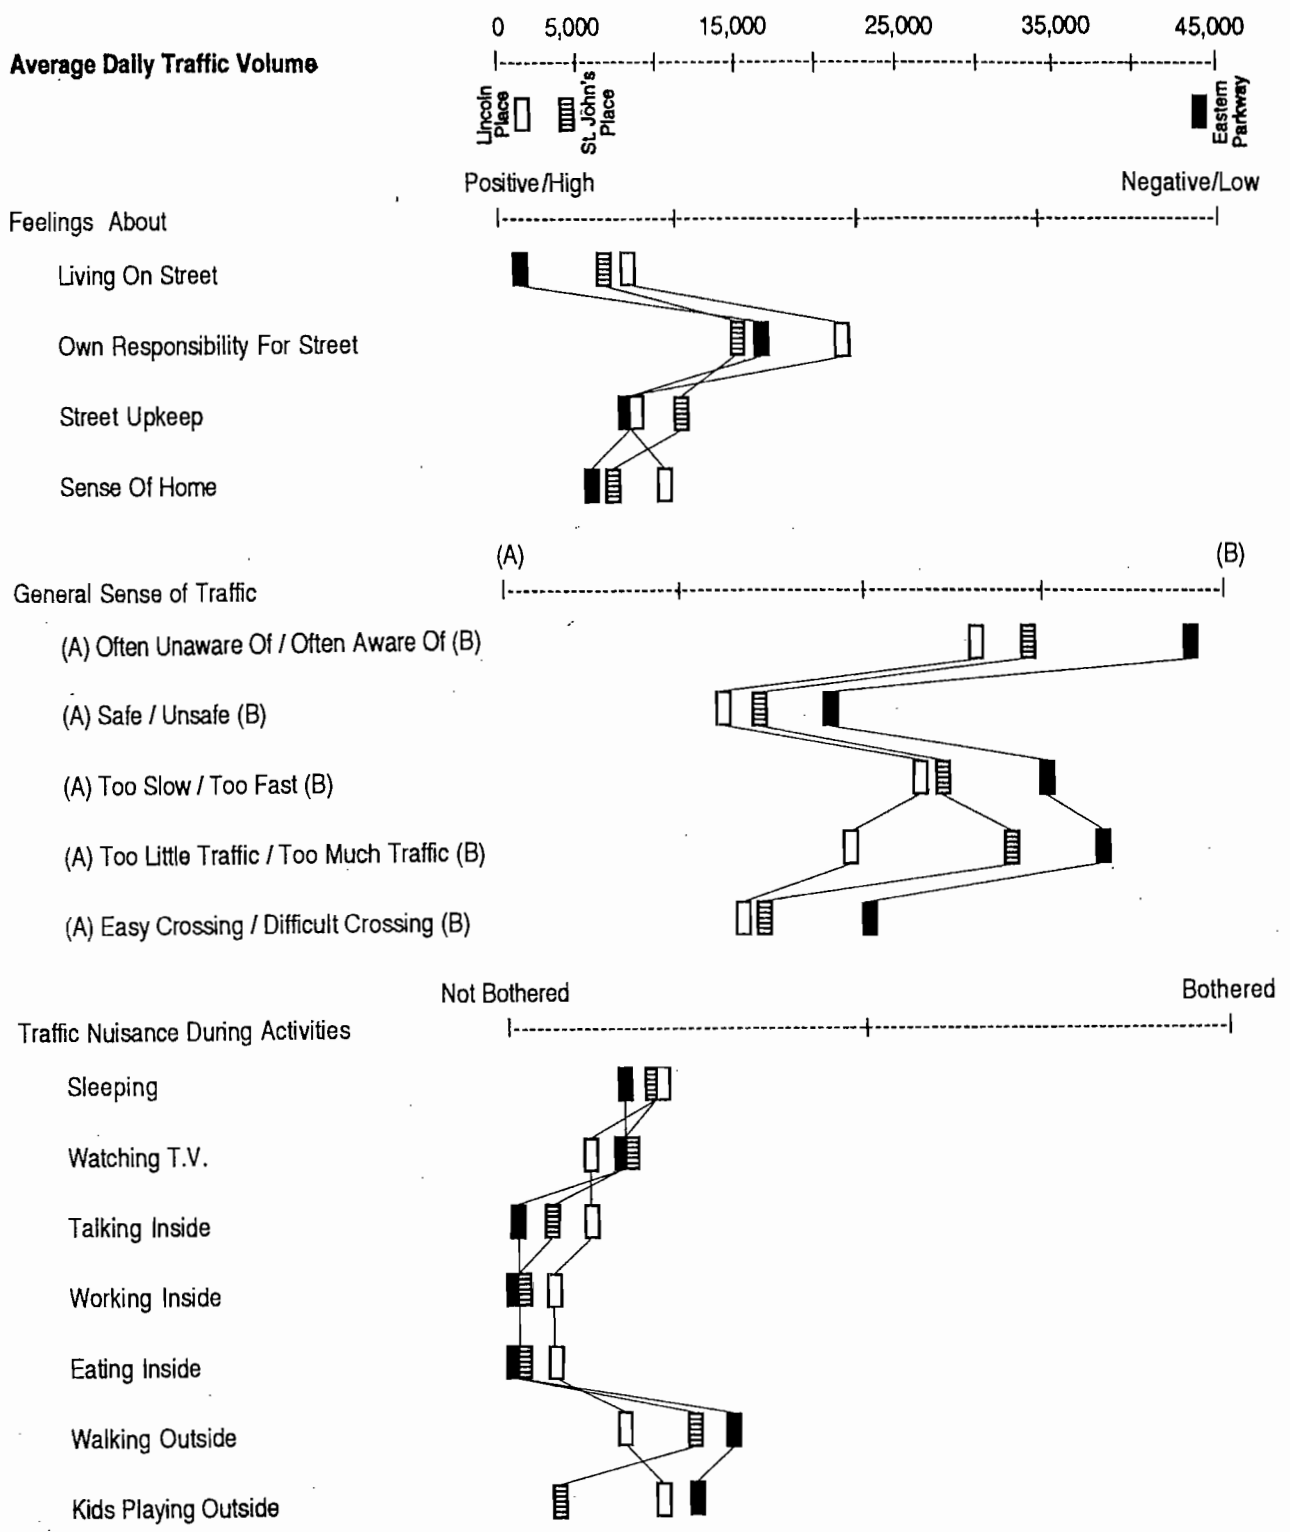 0 5,000 15,000 25,000 35,000 45,000
Average Daily Traffic Volume
Lincoln
Place
St. John's
Place
Eastern
Parkway
Positive/High Negative/Low
Feelings About
Living On Street
Own Responsibility For Street
Street Upkeep
Sense Of Home
(A) (B)
General Sense of Traffic
(A) Often Unaware Of / Often Aware Of (B)
(A) Safe / Unsafe (B)
(A) Too Slow / Too Fast (B)
(A) Too Little Traffic / Too Much Traffic (B)
(A) Easy Crossing / Difficult Crossing (B)
Not Bothered Bothered
Traffic Nuisance During Activities
Sleeping
Watching T.V.
Talking Inside
Working Inside
Eating Inside
Walking Outside
Kids Playing Outside